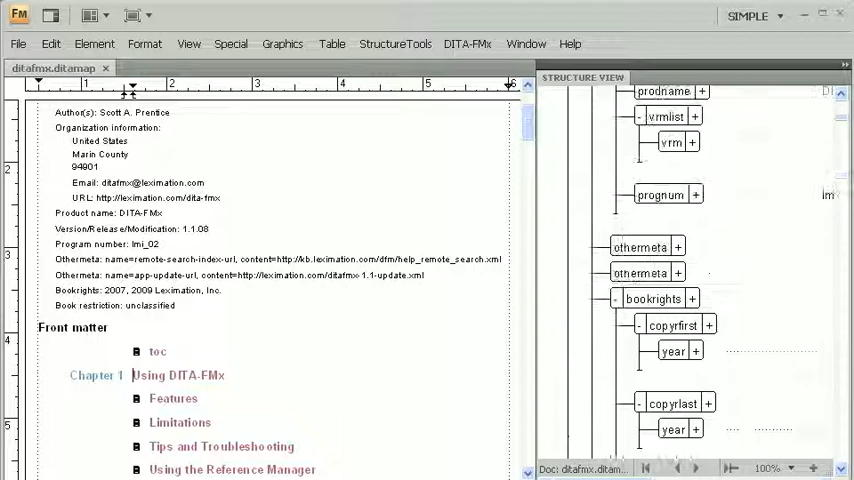 Fm
SIMPLE
File Edit Element Format View Special Graphics Table StructureTools DITA-FMx Window Help
ditafmx.ditamap ×
1 2 3 4 5 6
STRUCTURE VIEW
Author(s): Scott A. Prentice
Organization information:
United States
Marin County
94901
Email: ditafmx@leximation.com
URL: http://leximation.com/dita-fmx
Product name: DITA-FMx
Version/Release/Modification: 1.1.08
Program number: lmi_02
Othermeta: name=remote-search-index-url, content=http://kb.leximation.com/dfm/help_remote_search.xml
Othermeta: name=app-update-url, content=http://leximation.com/ditafmx-1.1-update.xml
Bookrights: 2007, 2009 Leximation, Inc.
Book restriction: unclassified
Front matter
toc
Chapter 1 Using DITA-FMx
Features
Limitations
Tips and Troubleshooting
Using the Reference Manager
2
3
4
5
prodname +
- vrmlist +
vrm +
prognum +
othermeta +
othermeta +
- bookrights +
- copyrfirst +
year +
- copyrlast +
year +
Doc: ditafmx.ditam... 100%